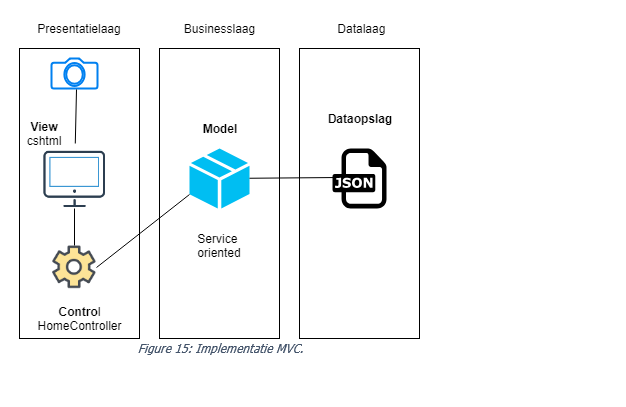 Presentatielaag
Businesslaag
Datalaag
View
cshtml
Control
HomeController
Model
Service
oriented
Dataopslag
JSON
Figure 15: Implementatie MVC.